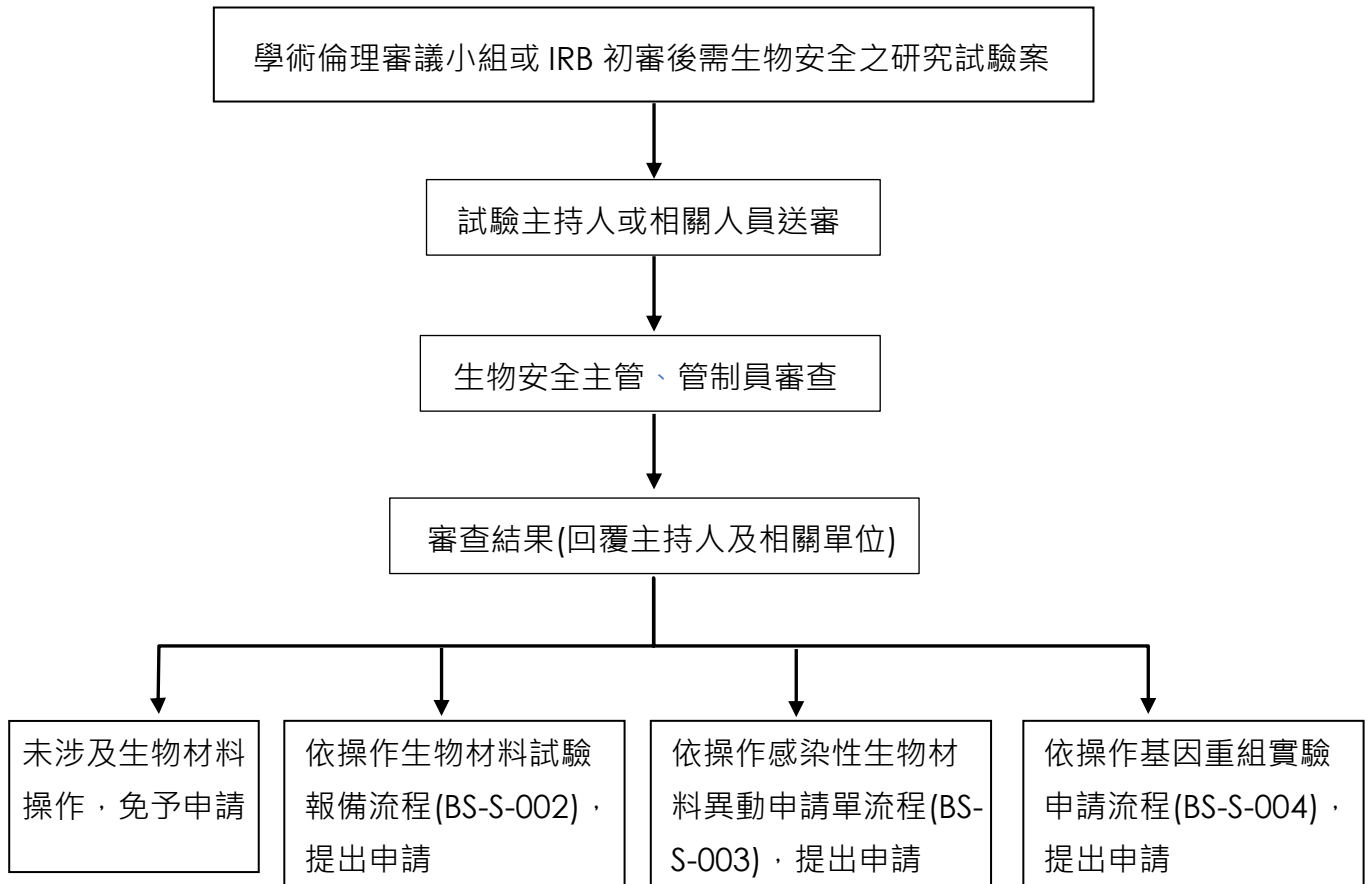 學術倫理審議小組或 IRB 初審後需生物安全之研究試驗案
試驗主持人或相關人員送審
生物安全主管、管制員審查
審查結果(回覆主持人及相關單位)
未涉及生物材料
操作，免予申請
依操作生物材料試驗
報備流程(BS-S-002)，
提出申請
依操作感染性生物材
料異動申請單流程(BS-
S-003)，提出申請
依操作基因重組實驗
申請流程(BS-S-004)，
提出申請